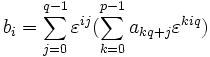 b_i = \sum_{j=0}^{q-1} \varepsilon^{ij} (\sum_{k=0}^{p-1} a_{kq+j} \varepsilon^{kiq})